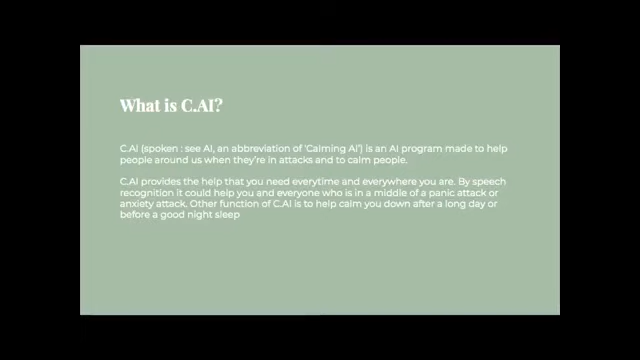 What is C.AI?
C.AI (spoken : see AI, an abbreviation of 'Calming AI') is an AI program made to help
people around us when they're in attacks and to calm people.
C.AI provides the help that you need everytime and everywhere you are. By speech
recognition it could help you and everyone who is in a middle of a panic attack or
anxiety attack. Other function of C.AI is to help calm you down after a long day or
before a good night sleep